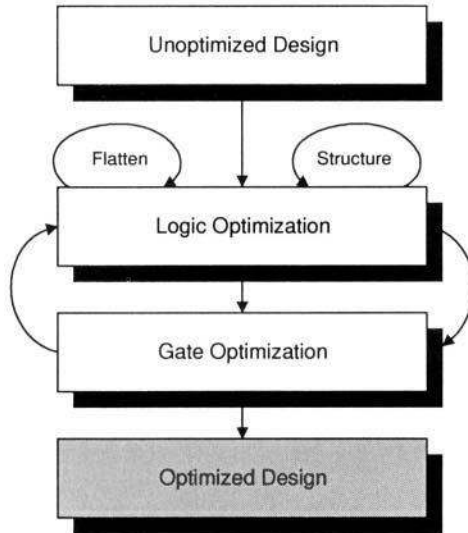 Unoptimized Design
Flatten
Structure
Logic Optimization
Gate Optimization
Optimized Design